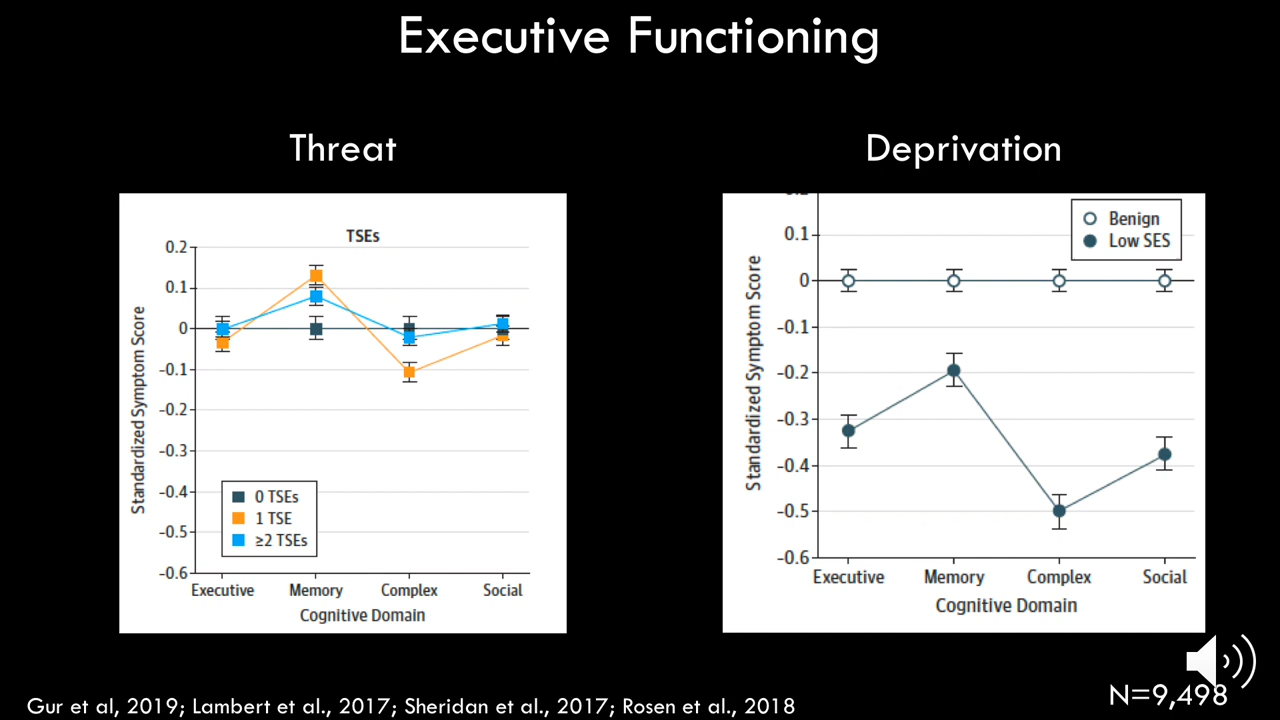 Executive Functioning
Threat
Deprivation
TSEs
Standardized Symptom Score
0.2
0.1
0
-0.1
-0.2
-0.3
-0.4
-0.5
-0.6
0 TSEs
1 TSE
≥2 TSEs
Executive Memory Complex Social
Cognitive Domain
Standardized Symptom Score
0.1
0
-0.1
-0.2
-0.3
-0.4
-0.5
-0.6
Benign
Low SES
Executive Memory Complex Social
Cognitive Domain
N=9,498
Gur et al, 2019; Lambert et al., 2017; Sheridan et al., 2017; Rosen et al., 2018